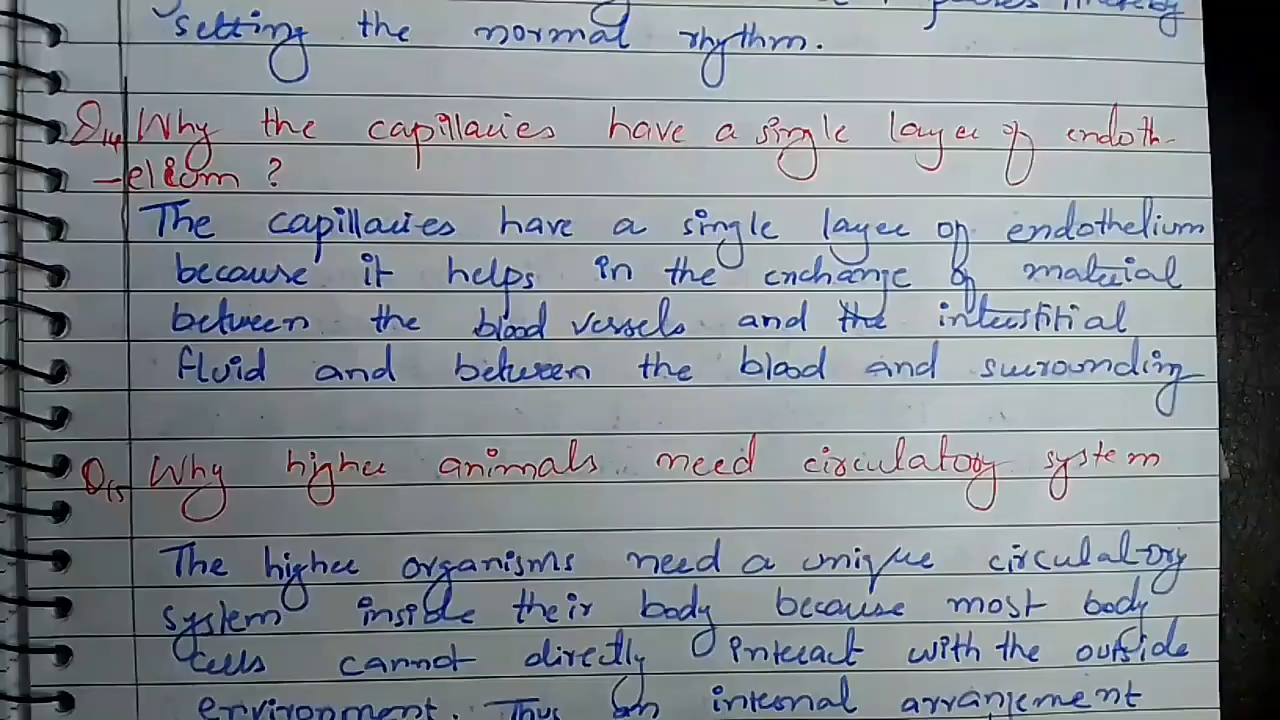 setting the normal rhythm.
Q14 Why the capillaries have a single layer of endoth-
-eliom ?
The capillaries have a single layer of endothelium
because it helps in the exchange of material
between the blood vessels and the interstitial
fluid and between the blood and surrounding
Q15 Why higher animals need circulatory system
The higher organisms need a unique circulatory
system inside their body because most body
cells cannot directly interact with the outside
environment. Thus an internal arrangement